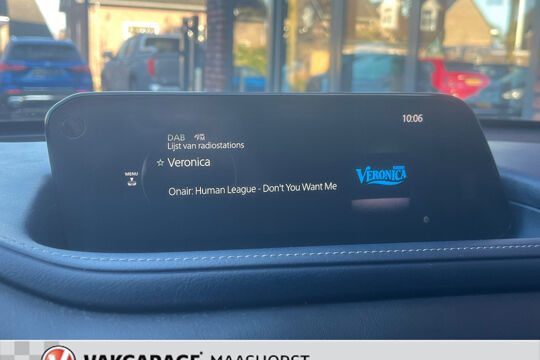 10:06
DAB
Lijst van radiostations
☆ Veronica
MENU
Onair: Human League - Don't You Want Me
VERONICA
VAKGARAGE MAASHORST